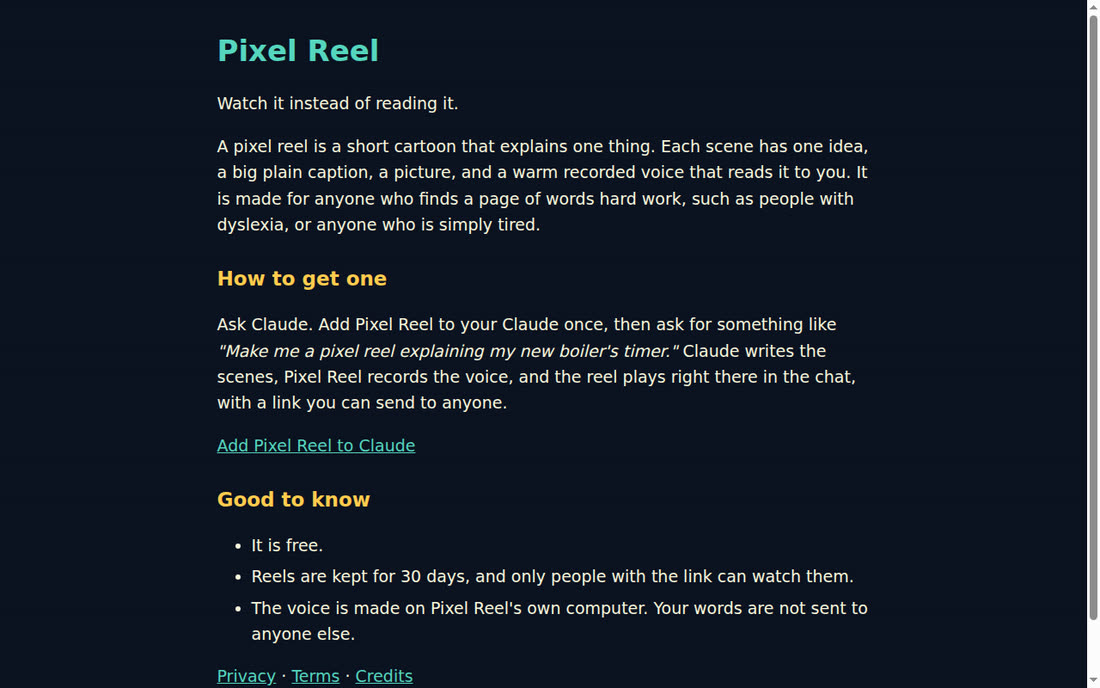 Pixel Reel
Watch it instead of reading it.
A pixel reel is a short cartoon that explains one thing. Each scene has one idea,
a big plain caption, a picture, and a warm recorded voice that reads it to you. It
is made for anyone who finds a page of words hard work, such as people with
dyslexia, or anyone who is simply tired.
How to get one
Ask Claude. Add Pixel Reel to your Claude once, then ask for something like
"Make me a pixel reel explaining my new boiler's timer." Claude writes the
scenes, Pixel Reel records the voice, and the reel plays right there in the chat,
with a link you can send to anyone.
Add Pixel Reel to Claude
Good to know
• It is free.
• Reels are kept for 30 days, and only people with the link can watch them.
• The voice is made on Pixel Reel's own computer. Your words are not sent to
anyone else.
Privacy · Terms · Credits